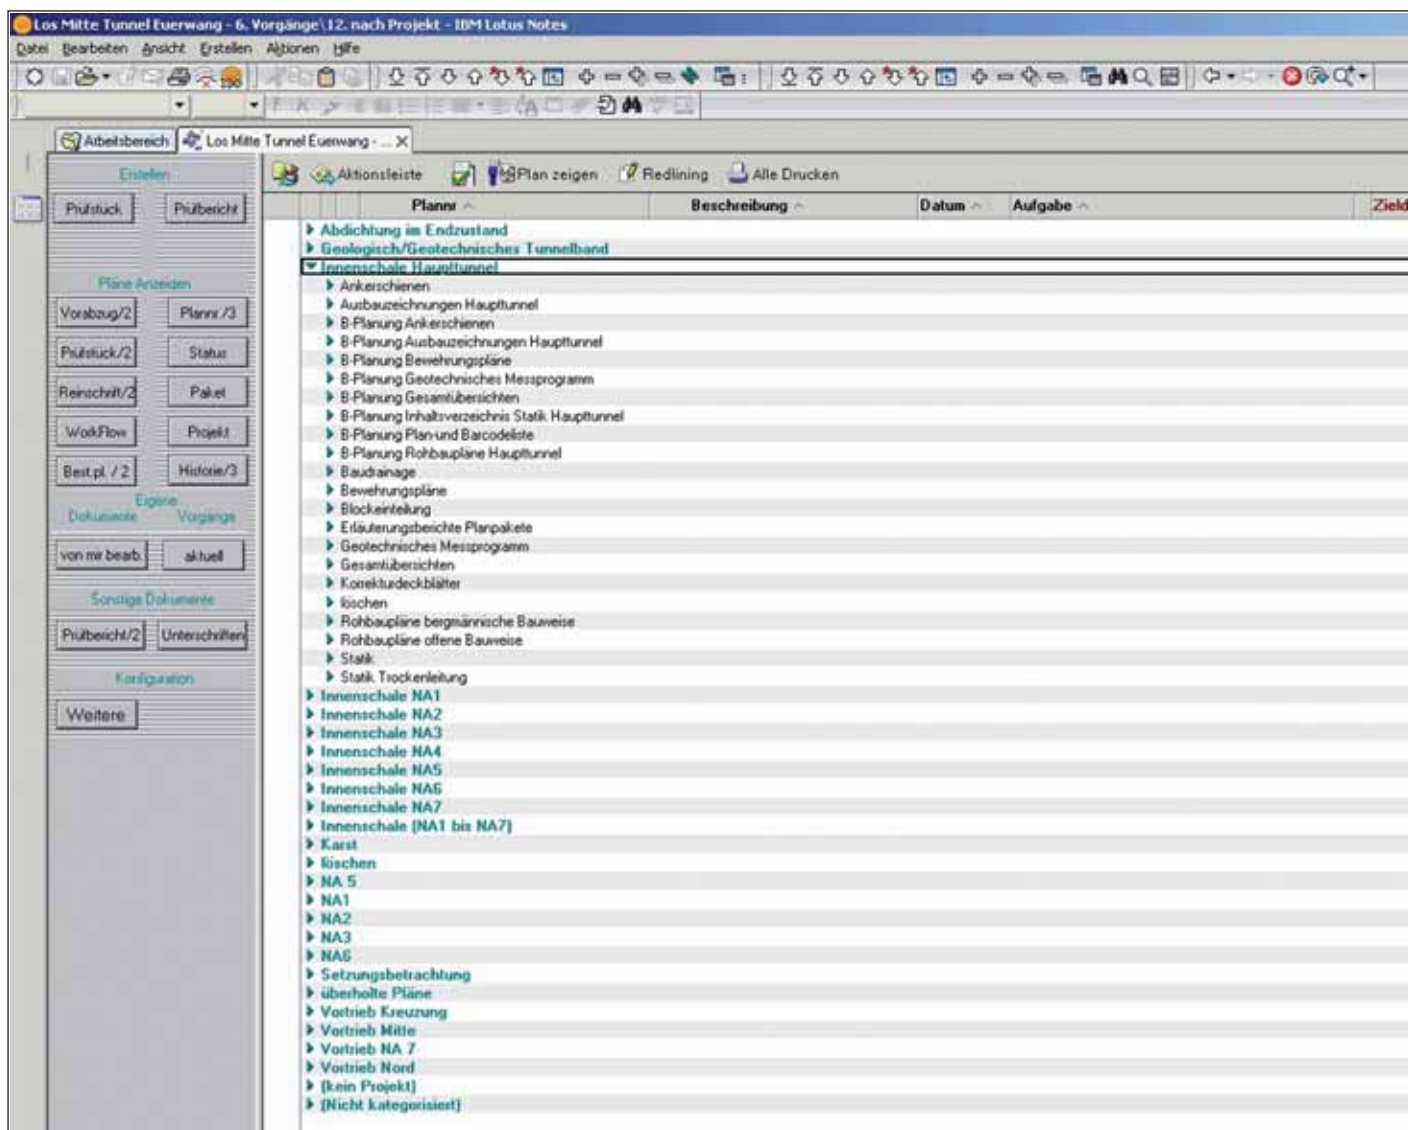 Los Mitte Tunnel Euerwang - 6. Vorgänge\12. nach Projekt - IBM Lotus Notes
Datei Bearbeiten Ansicht Erstellen Aktionen Hilfe
Arbeitsbereich Los Mitte Tunnel Euerwang - ... X
Erstellen
Prüfstück Prüfbericht
Pläne Anzeigen
Vorabzug/2 Plannr./3
Prüfstück/2 Status
Reinschrift/2 Paket
WorkFlow Projekt
Best.pl. / 2 Historie/3
Eigene
Dokumente Vorgänge
von mir bearb. aktuell
Sonstige Dokumente
Prüfbericht/2 Unterschriften
Konfiguration
Weitere
Aktionsleiste Plan zeigen Redlining Alle Drucken
Plannr Beschreibung Datum Aufgabe Zield
Abdichtung im Endzustand
Geologisch/Geotechnisches Tunnelband
Innenschale Haupttunnel
Ankerschienen
Ausbauzeichnungen Haupttunnel
B-Planung Ankerschienen
B-Planung Ausbauzeichnungen Haupttunnel
B-Planung Bewehrungspläne
B-Planung Geotechnisches Messprogramm
B-Planung Gesamtübersichten
B-Planung Inhaltsverzeichnis Statik Haupttunnel
B-Planung Plan-und Barcodeliste
B-Planung Rohbaupläne Haupttunnel
Baudrainage
Bewehrungspläne
Blockeinteilung
Erläuterungsberichte Planpakete
Geotechnisches Messprogramm
Gesamtübersichten
Korrekturdeckblätter
löschen
Rohbaupläne bergmännische Bauweise
Rohbaupläne offene Bauweise
Statik
Statik Trockenleitung
Innenschale NA1
Innenschale NA2
Innenschale NA3
Innenschale NA4
Innenschale NA5
Innenschale NA6
Innenschale NA7
Innenschale (NA1 bis NA7)
Karst
löschen
NA 5
NA1
NA2
NA3
NA6
Setzungsbetrachtung
überholte Pläne
Vortrieb Kreuzung
Vortrieb Mitte
Vortrieb NA 7
Vortrieb Nord
(kein Projekt)
(Nicht kategorisiert)